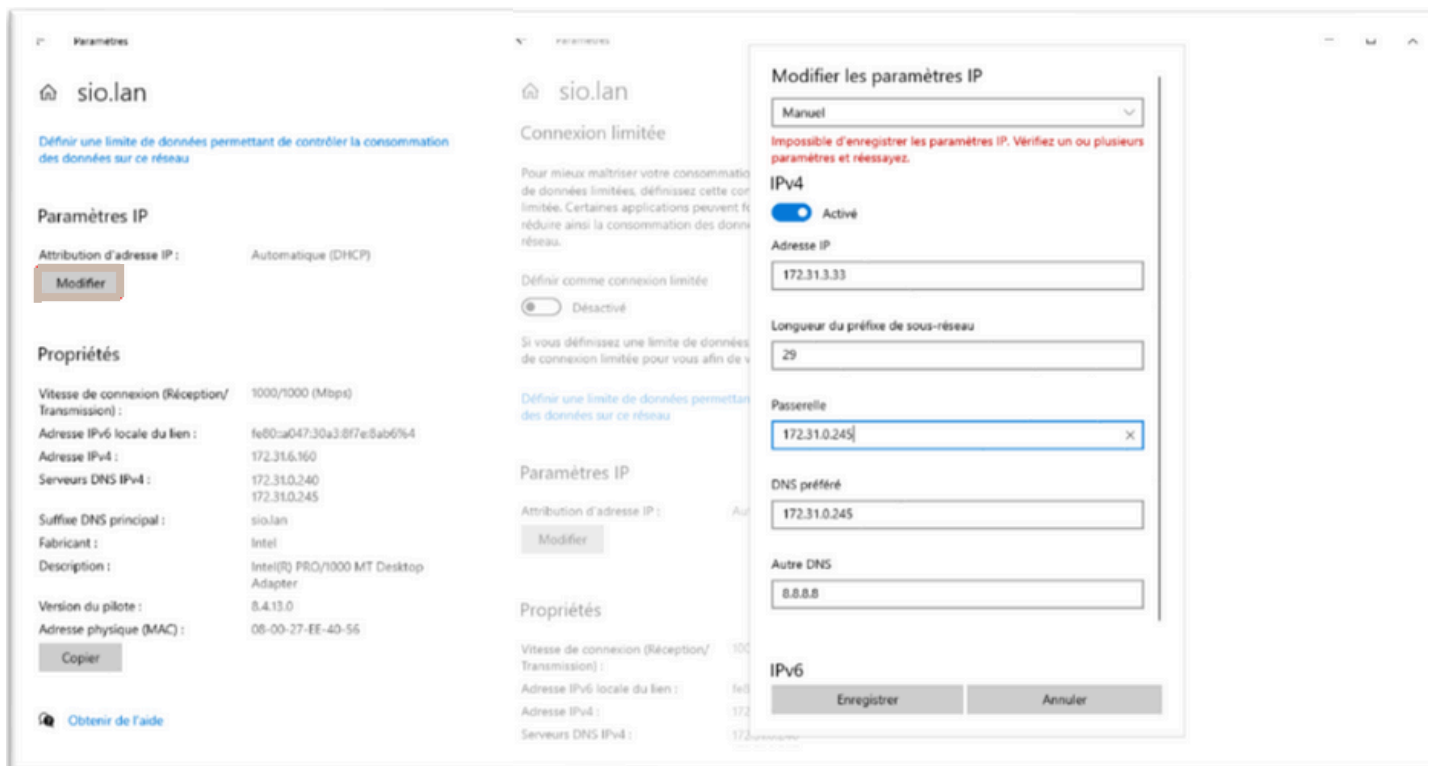 Paramètres
sio.lan
Définir une limite de données permettant de contrôler la consommation
des données sur ce réseau
Paramètres IP
Attribution d'adresse IP : Automatique (DHCP)
Modifier
Propriétés
Vitesse de connexion (Réception/ 1000/1000 (Mbps)
Transmission) :
Adresse IPv6 locale du lien : fe80::a047:30a3:8f7e:8ab6%4
Adresse IPv4 : 172.31.6.160
Serveurs DNS IPv4 : 172.31.0.240
172.31.0.245
Suffixe DNS principal : sio.lan
Fabricant : Intel
Description : Intel(R) PRO/1000 MT Desktop
Adapter
Version du pilote : 8.4.13.0
Adresse physique (MAC) : 08-00-27-EE-40-56
Copier
Obtenir de l'aide
Paramètres
sio.lan
Connexion limitée
Pour mieux maîtriser votre consommatio
de données limitées, définissez cette con
limitée. Certaines applications peuvent fo
réduire ainsi la consommation des donn
réseau.
Définir comme connexion limitée
Désactivé
Si vous définissez une limite de données
de connexion limitée pour vous afin de v
Définir une limite de données permettan
des données sur ce réseau
Paramètres IP
Attribution d'adresse IP : Au
Modifier
Propriétés
Vitesse de connexion (Réception/ 100
Transmission) :
Adresse IPv6 locale du lien : fe8
Adresse IPv4 : 172
Serveurs DNS IPv4 : 172.31.0.240
Modifier les paramètres IP
Manuel
Impossible d'enregistrer les paramètres IP. Vérifiez un ou plusieurs
paramètres et réessayez.
IPv4
Activé
Adresse IP
172.31.3.33
Longueur du préfixe de sous-réseau
29
Passerelle
172.31.0.245
DNS préféré
172.31.0.245
Autre DNS
8.8.8.8
IPv6
Enregistrer Annuler